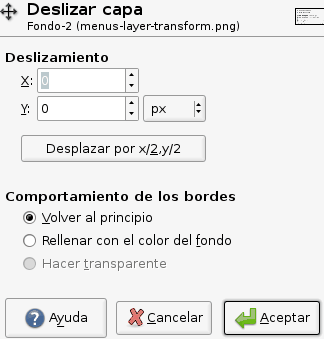 Deslizar capa
Fondo-2 (menus-layer-transform.png)
Deslizamiento
X: 0
Y: 0 px
Desplazar por x/2,y/2
Comportamiento de los bordes
Volver al principio
Rellenar con el color del fondo
Hacer transparente
Ayuda Cancelar Aceptar